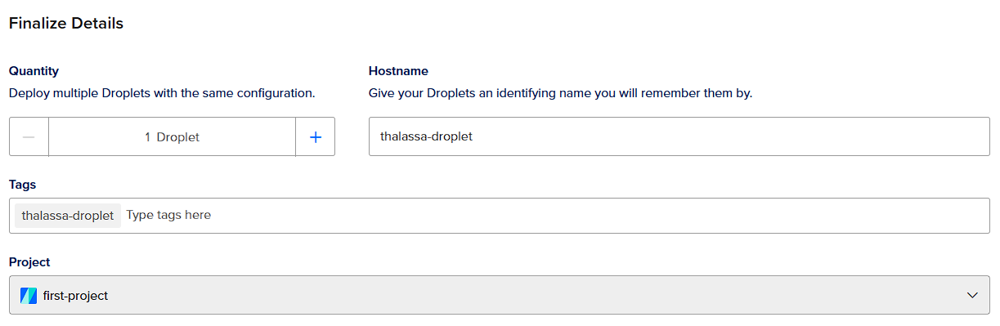 Finalize Details
Quantity
Deploy multiple Droplets with the same configuration.
1 Droplet
Hostname
Give your Droplets an identifying name you will remember them by.
thalassa-droplet
Tags
thalassa-droplet Type tags here
Project
first-project